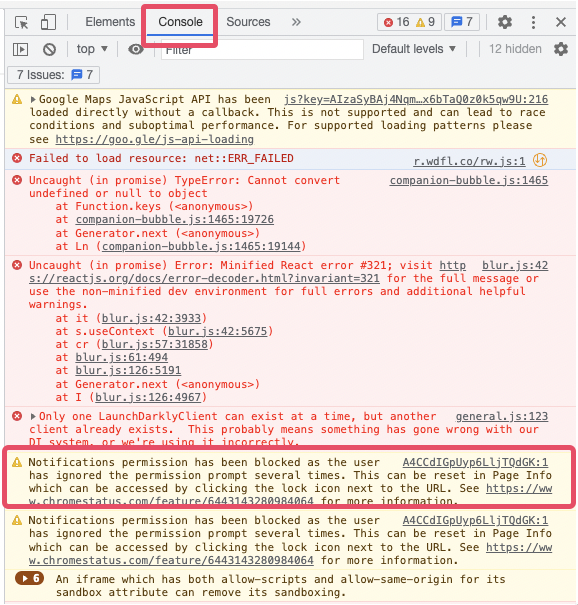 Elements Console Sources » 16 9 7
top Filter Default levels 12 hidden
7 Issues: 7
Google Maps JavaScript API has been js?key=AIzaSyBAj4Nqm…x6bTaQ0z0k5qw9U:216
loaded directly without a callback. This is not supported and can lead to race
conditions and suboptimal performance. For supported loading patterns please
see https://goo.gle/js-api-loading
Failed to load resource: net::ERR_FAILED r.wdfl.co/rw.js:1
Uncaught (in promise) TypeError: Cannot convert companion-bubble.js:1465
undefined or null to object
at Function.keys (<anonymous>)
at companion-bubble.js:1465:19726
at Generator.next (<anonymous>)
at Ln (companion-bubble.js:1465:19144)
Uncaught (in promise) Error: Minified React error #321; visit http blur.js:42
s://reactjs.org/docs/error-decoder.html?invariant=321 for the full message or
use the non-minified dev environment for full errors and additional helpful
warnings.
at it (blur.js:42:3933)
at s.useContext (blur.js:42:5675)
at cr (blur.js:57:31858)
at blur.js:61:494
at blur.js:126:5191
at Generator.next (<anonymous>)
at I (blur.js:126:4967)
Only one LaunchDarklyClient can exist at a time, but another general.js:123
client already exists. This probably means something has gone wrong with our
DI system, or we're using it incorrectly.
Notifications permission has been blocked as the user A4CCdIGpUyp6LljTQdGK:1
has ignored the permission prompt several times. This can be reset in Page Info
which can be accessed by clicking the lock icon next to the URL. See https://ww
w.chromestatus.com/feature/6443143280984064 for more information.
Notifications permission has been blocked as the user A4CCdIGpUyp6LljTQdGK:1
has ignored the permission prompt several times. This can be reset in Page Info
which can be accessed by clicking the lock icon next to the URL. See https://ww
w.chromestatus.com/feature/6443143280984064 for more information.
6 An iframe which has both allow-scripts and allow-same-origin for its
sandbox attribute can remove its sandboxing.